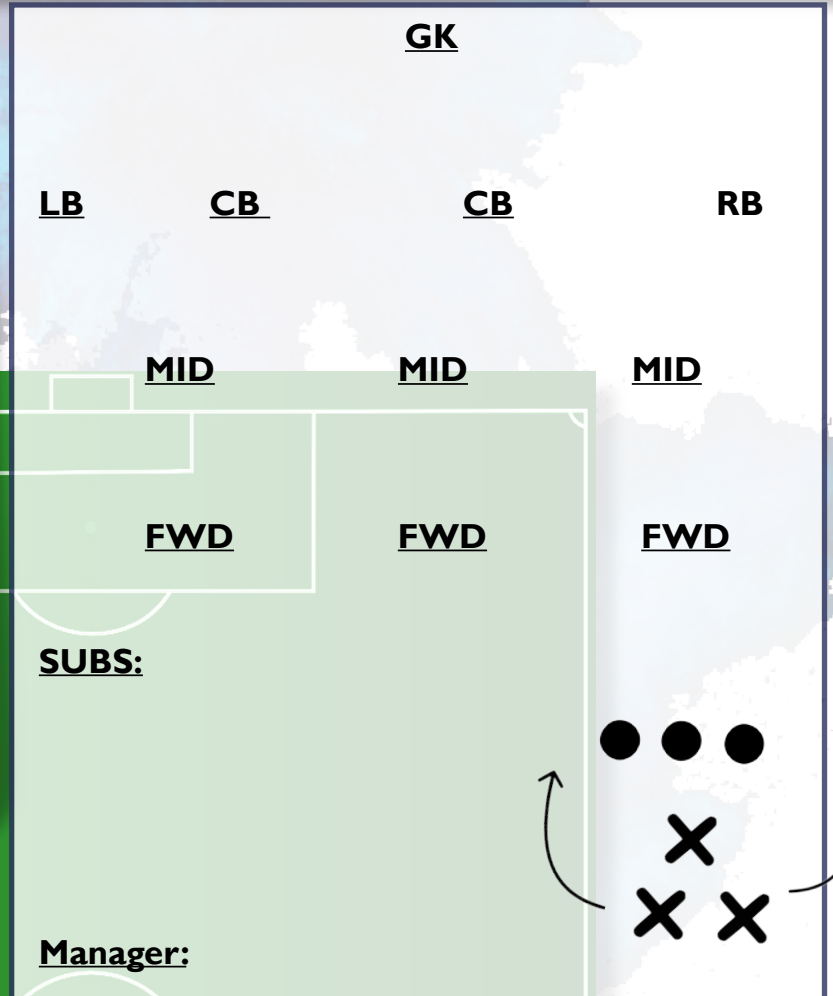 GK
LB CB CB RB
MID MID MID
FWD FWD FWD
SUBS:
Manager: